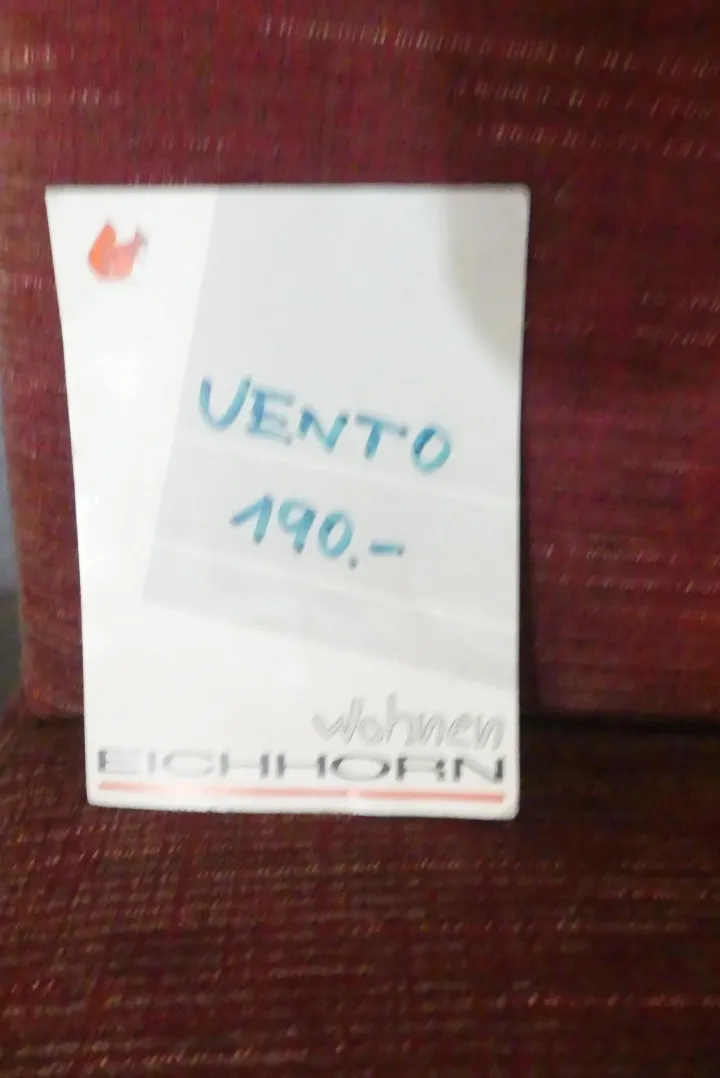 VENTO
190.-
wohnen
EICHHORN